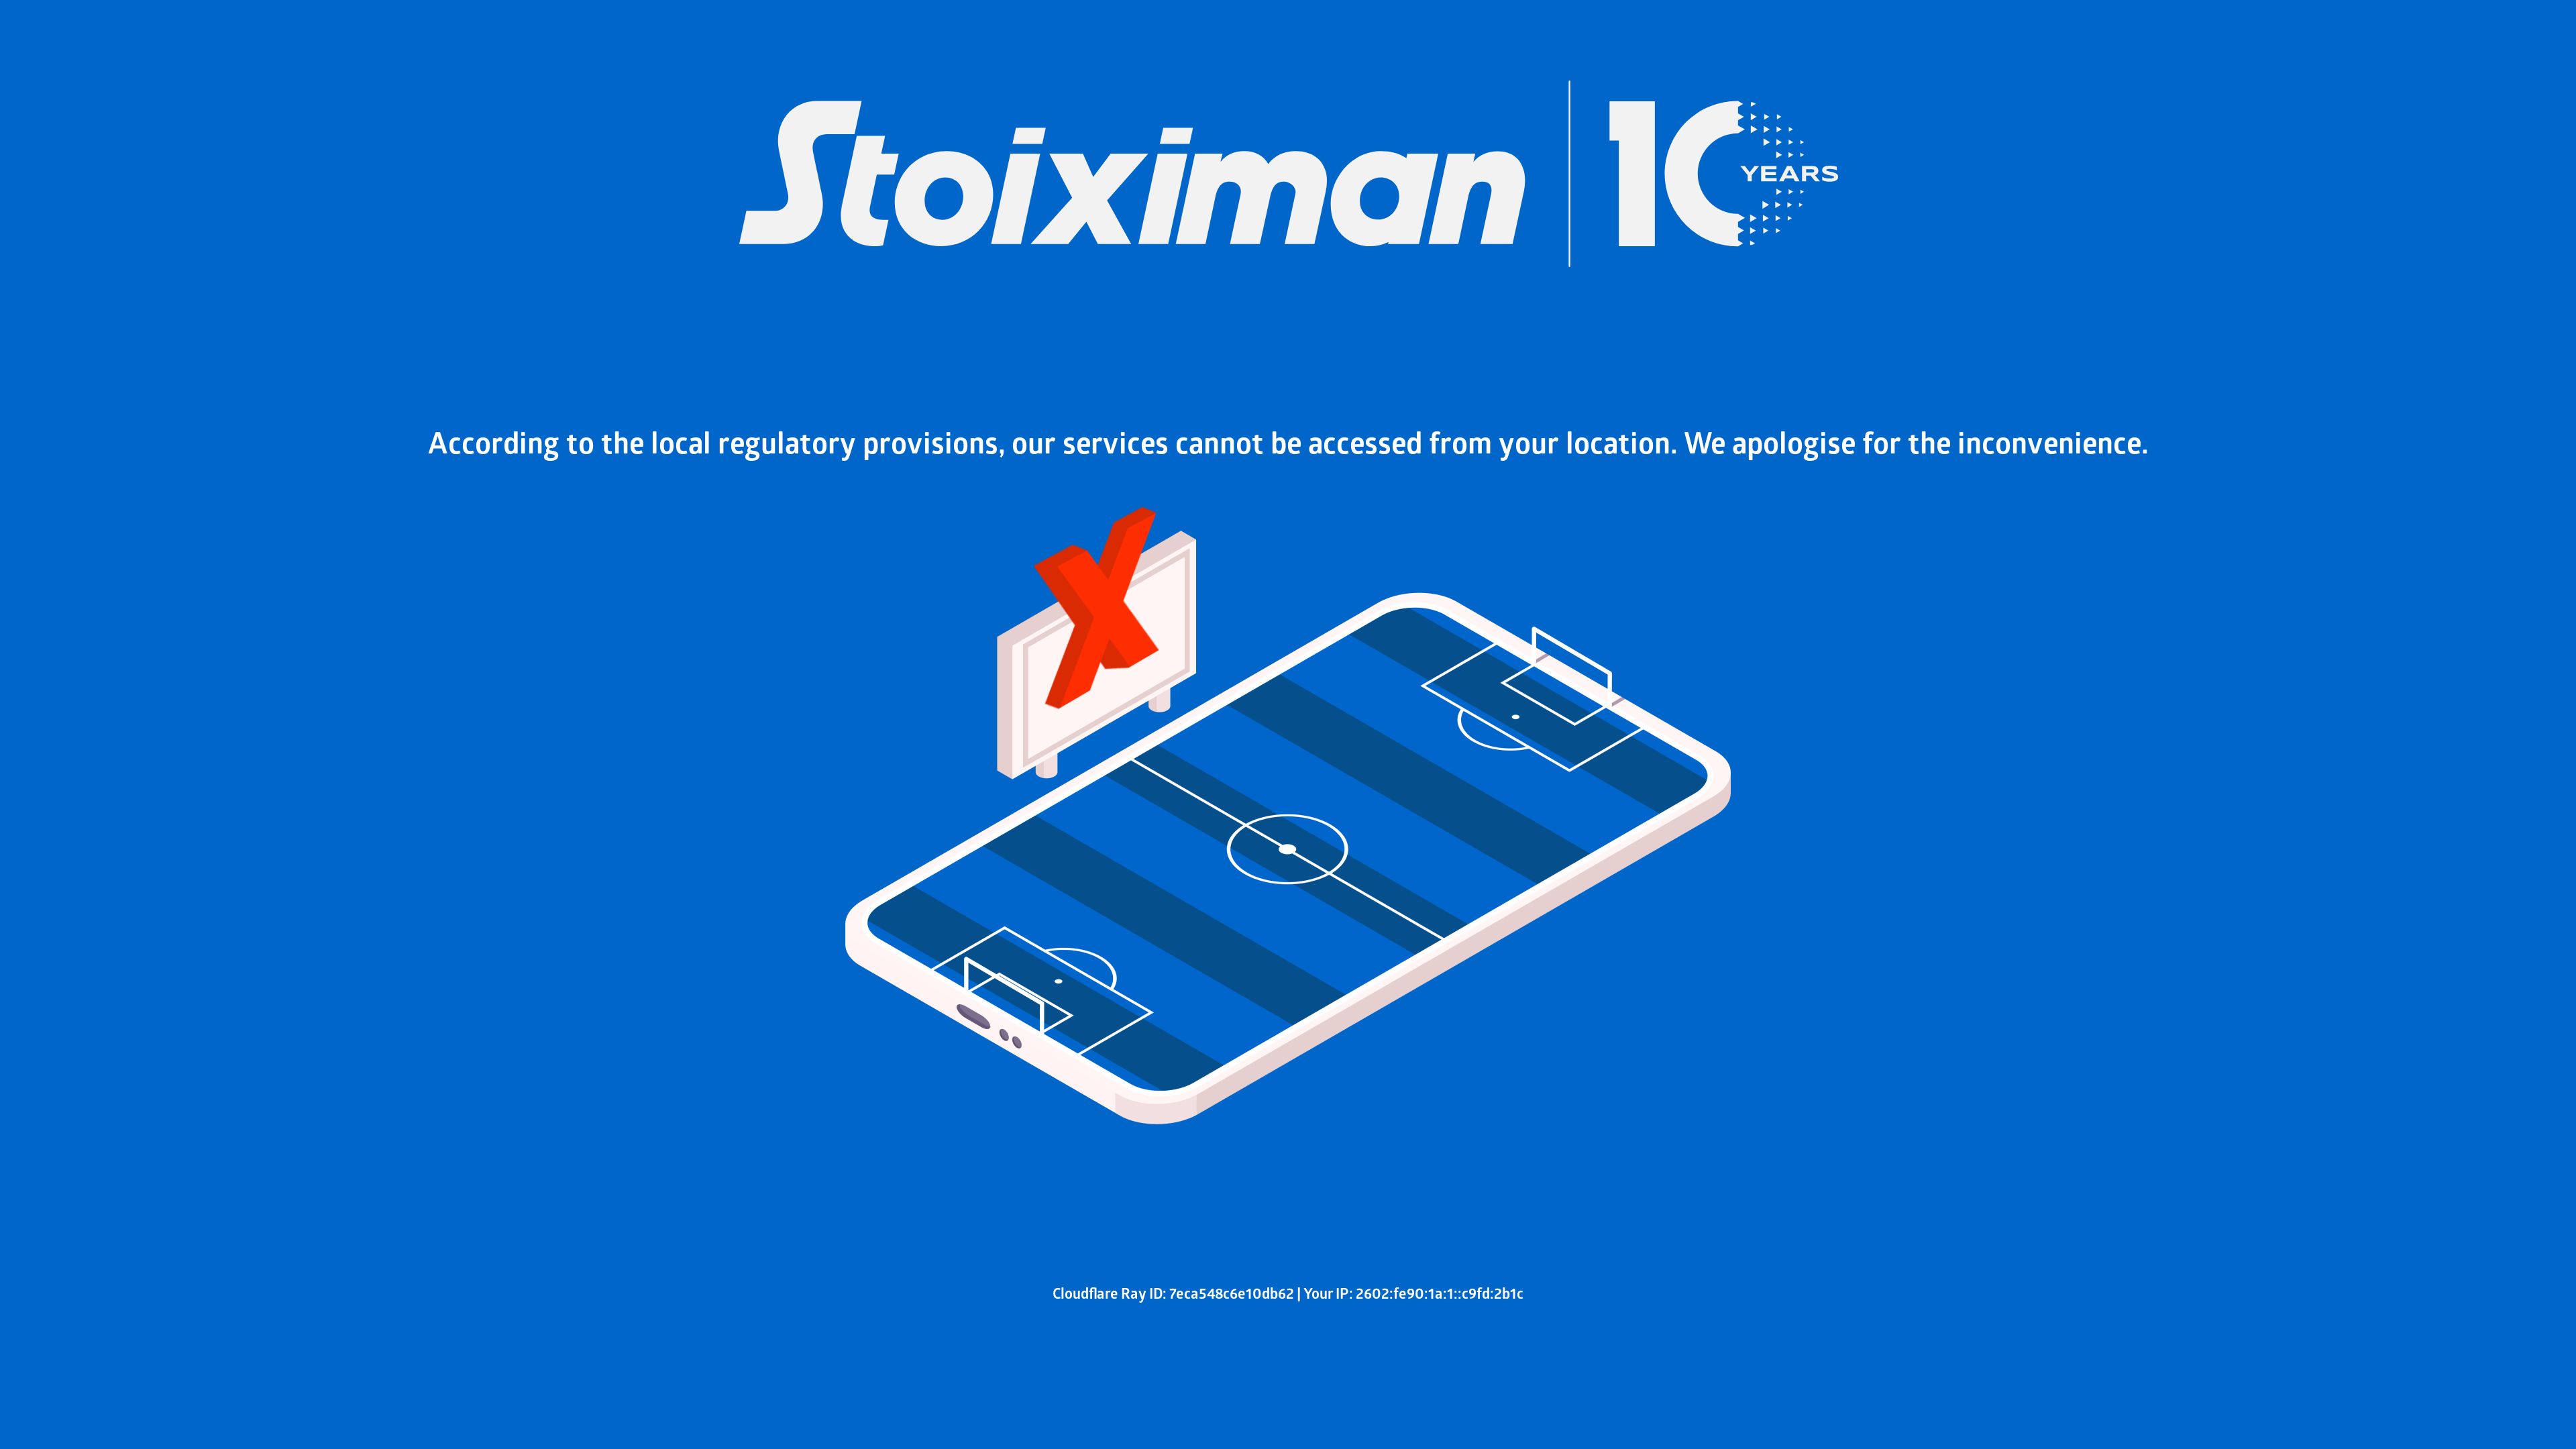 Stoiximan 10 YEARS
According to the local regulatory provisions, our services cannot be accessed from your location. We apologise for the inconvenience.
X
Cloudflare Ray ID: 7eca548c6e10db62 | Your IP: 2602:fe90:1a:1::c9fd:2b1c